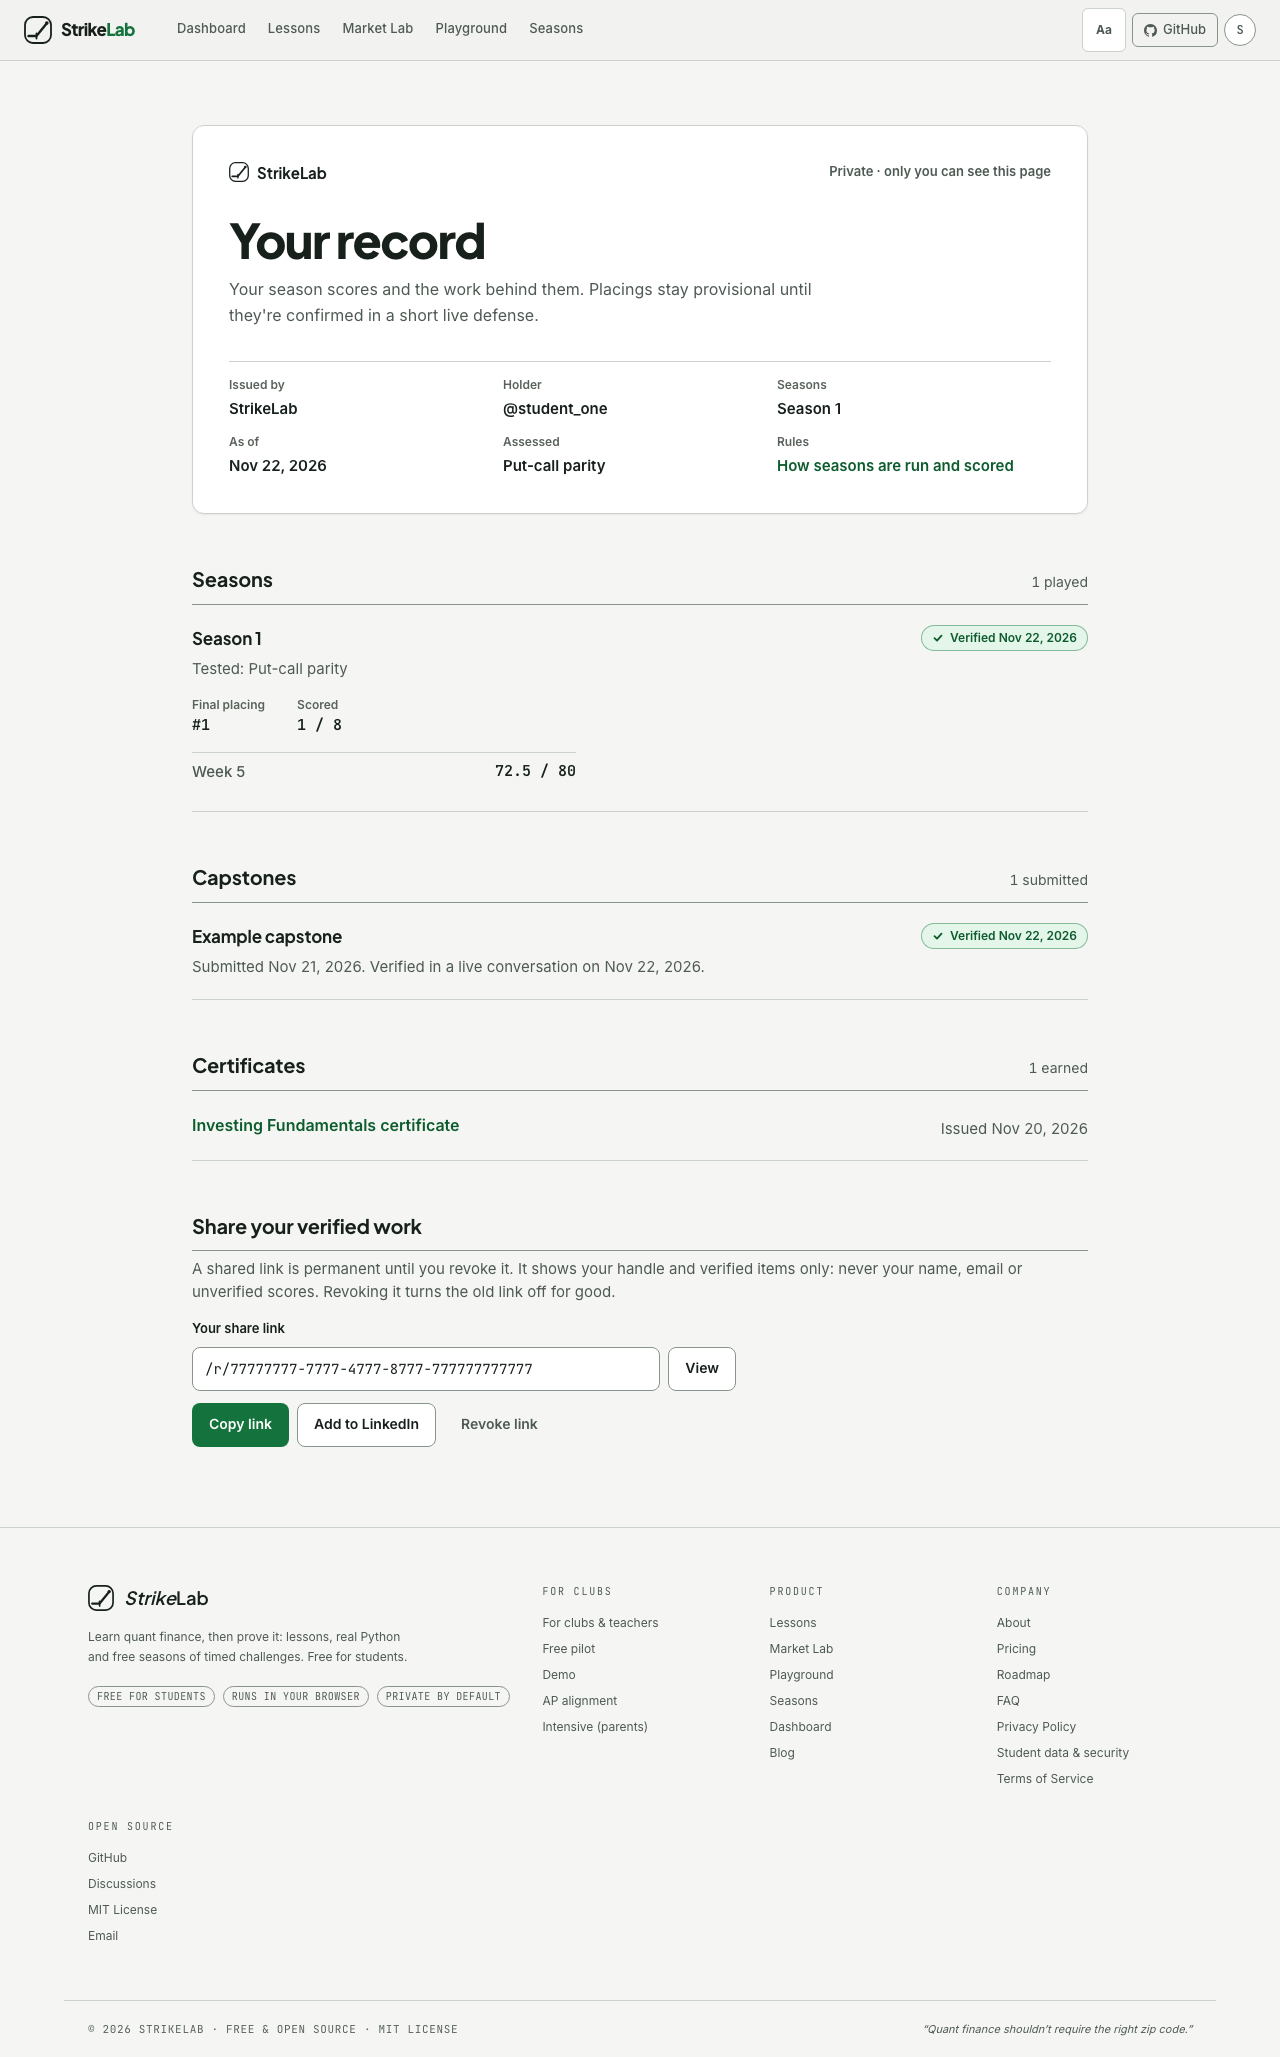 StrikeLab
Dashboard Lessons Market Lab Playground Seasons
Aa GitHub S
StrikeLab
Private · only you can see this page
Your record
Your season scores and the work behind them. Placings stay provisional until
they're confirmed in a short live defense.
Issued by Holder Seasons
StrikeLab @student_one Season 1
As of Assessed Rules
Nov 22, 2026 Put-call parity How seasons are run and scored
Seasons 1 played
Season 1 ✓ Verified Nov 22, 2026
Tested: Put-call parity
Final placing Scored
#1 1 / 8
Week 5 72.5 / 80
Capstones 1 submitted
Example capstone ✓ Verified Nov 22, 2026
Submitted Nov 21, 2026. Verified in a live conversation on Nov 22, 2026.
Certificates 1 earned
Investing Fundamentals certificate Issued Nov 20, 2026
Share your verified work
A shared link is permanent until you revoke it. It shows your handle and verified items only: never your name, email or
unverified scores. Revoking it turns the old link off for good.
Your share link
/r/77777777-7777-4777-8777-777777777777 View
Copy link Add to LinkedIn Revoke link
StrikeLab
Learn quant finance, then prove it: lessons, real Python
and free seasons of timed challenges. Free for students.
FREE FOR STUDENTS RUNS IN YOUR BROWSER PRIVATE BY DEFAULT
FOR CLUBS
For clubs & teachers
Free pilot
Demo
AP alignment
Intensive (parents)
PRODUCT
Lessons
Market Lab
Playground
Seasons
Dashboard
Blog
COMPANY
About
Pricing
Roadmap
FAQ
Privacy Policy
Student data & security
Terms of Service
OPEN SOURCE
GitHub
Discussions
MIT License
Email
© 2026 STRIKELAB · FREE & OPEN SOURCE · MIT LICENSE
“Quant finance shouldn’t require the right zip code.”